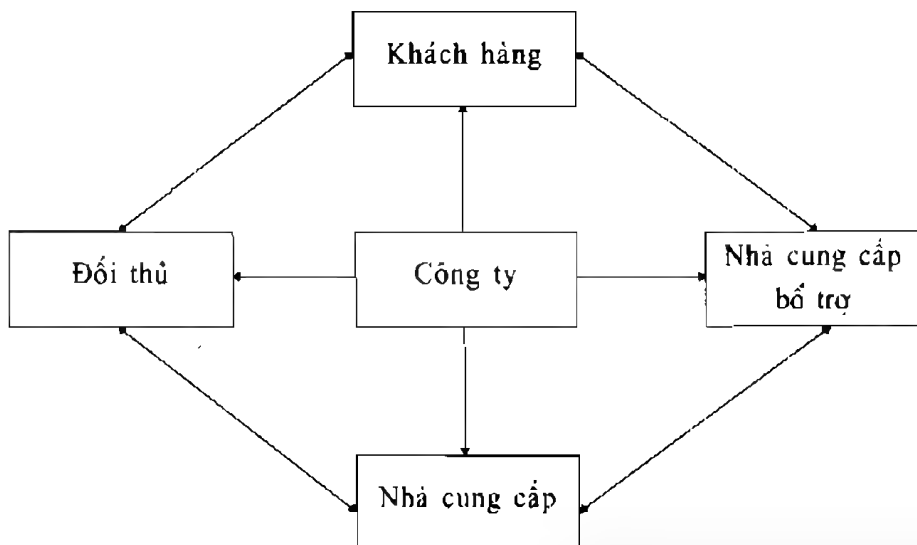 Khách hàng
Đối thủ
Công ty
Nhà cung cấp
bổ trợ
Nhà cung cấp